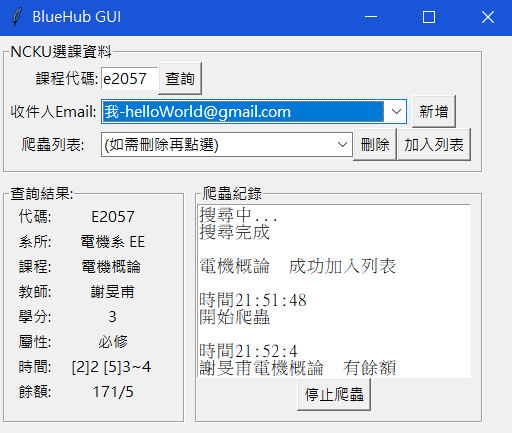 BlueHub GUI
NCKU選課資料
課程代碼: e2057 查詢
收件人Email: 我-helloWorld@gmail.com 新增
爬蟲列表: (如需刪除再點選) 刪除 加入列表
查詢結果:
代碼: E2057
系所: 電機系 EE
課程: 電機概論
教師: 謝旻甫
學分: 3
屬性: 必修
時間: [2]2 [5]3~4
餘額: 171/5
爬蟲紀錄
搜尋中...
搜尋完成
電機概論 成功加入列表
時間21:51:48
開始爬蟲
時間21:52:4
謝旻甫電機概論 有餘額
停止爬蟲